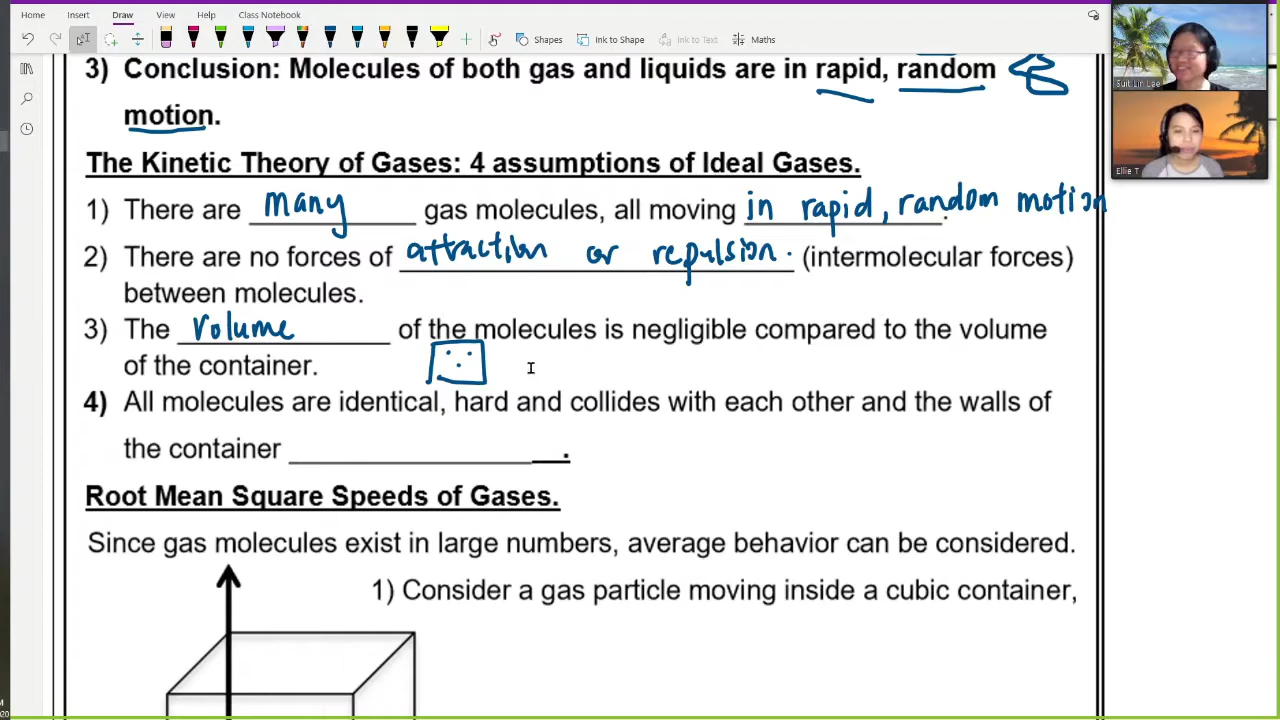 Home Insert Draw View Help Class Notebook
Shapes Ink to Shape Ink to Text Maths
3) Conclusion: Molecules of both gas and liquids are in rapid, random
motion.
The Kinetic Theory of Gases: 4 assumptions of Ideal Gases.
1) There are many gas molecules, all moving in rapid, random motion.
2) There are no forces of attraction or repulsion. (intermolecular forces)
between molecules.
3) The volume of the molecules is negligible compared to the volume
of the container.
4) All molecules are identical, hard and collides with each other and the walls of
the container ______________.
Root Mean Square Speeds of Gases.
Since gas molecules exist in large numbers, average behavior can be considered.
1) Consider a gas particle moving inside a cubic container,
Suit Lin Lee
Ellie T